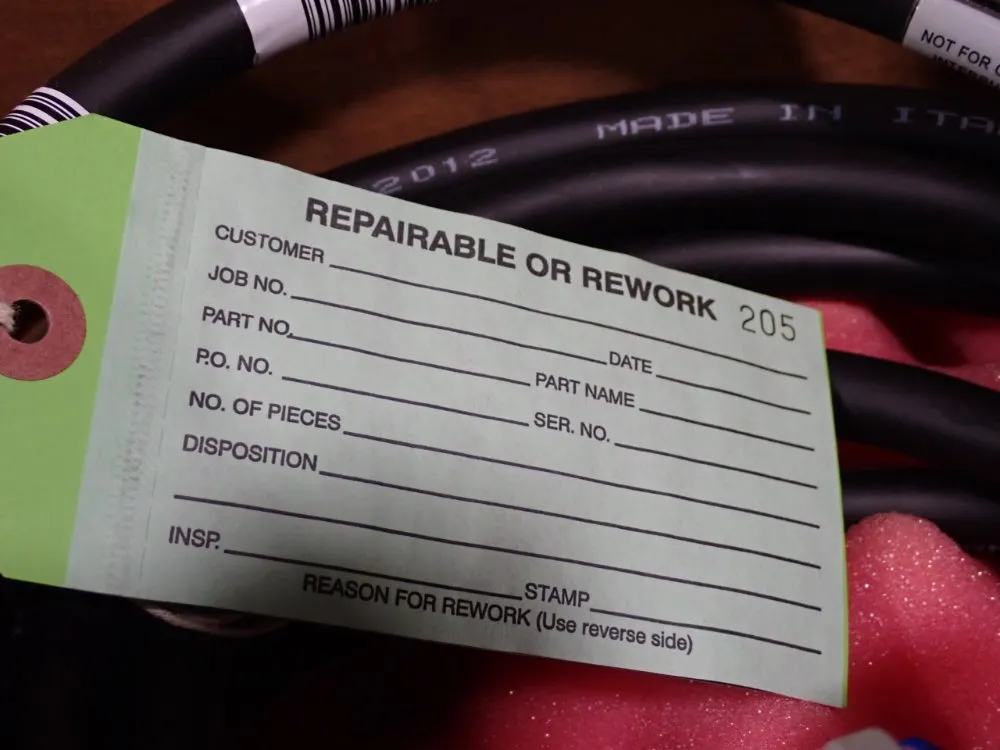 NOT FOR
2012 MADE IN
REPAIRABLE OR REWORK 205
CUSTOMER
JOB NO. DATE
PART NO. PART NAME
P.O. NO. SER. NO.
NO. OF PIECES
DISPOSITION
INSP. STAMP
REASON FOR REWORK (Use reverse side)